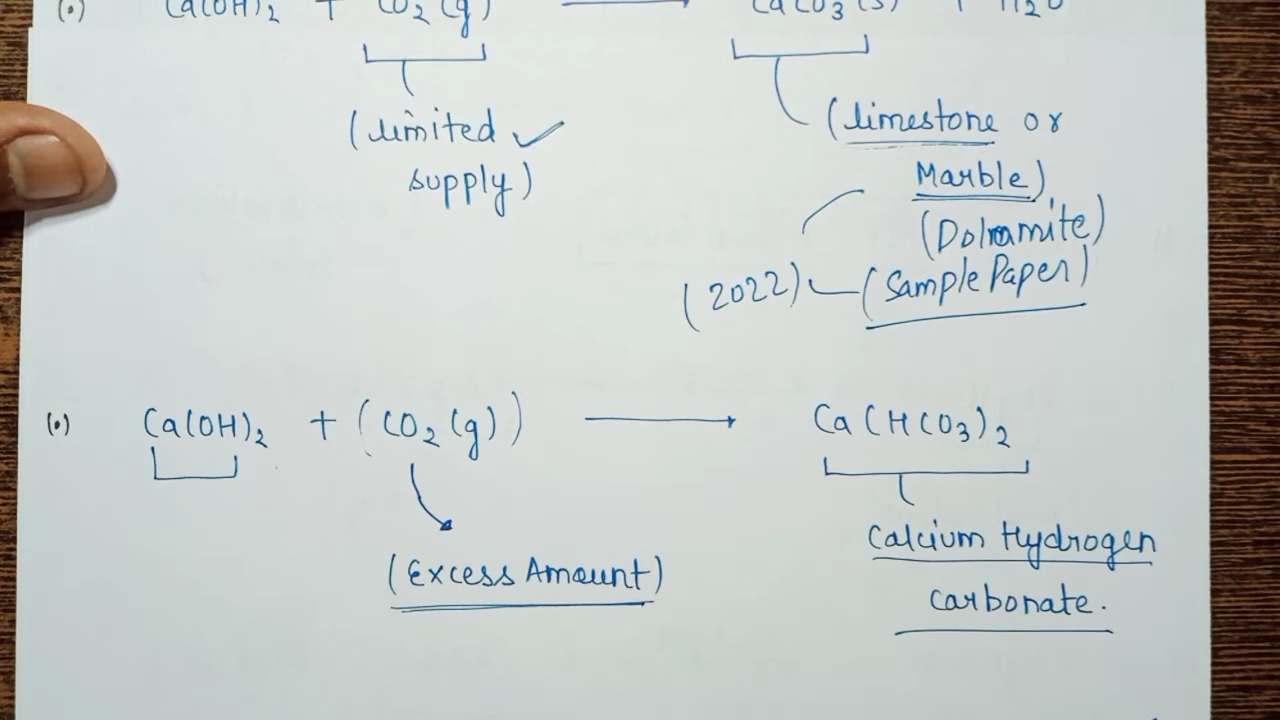 (•) Ca(OH)₂ + CO₂ (g) → CaCO₃ (s) + H₂O
(limited ✓
supply)
(limestone or
Marble)
(Dolramite)
(2022) (Sample Paper)
(•) Ca(OH)₂ + (CO₂ (g)) → Ca(HCO₃)₂
(Excess Amount)
Calcium Hydrogen
carbonate.